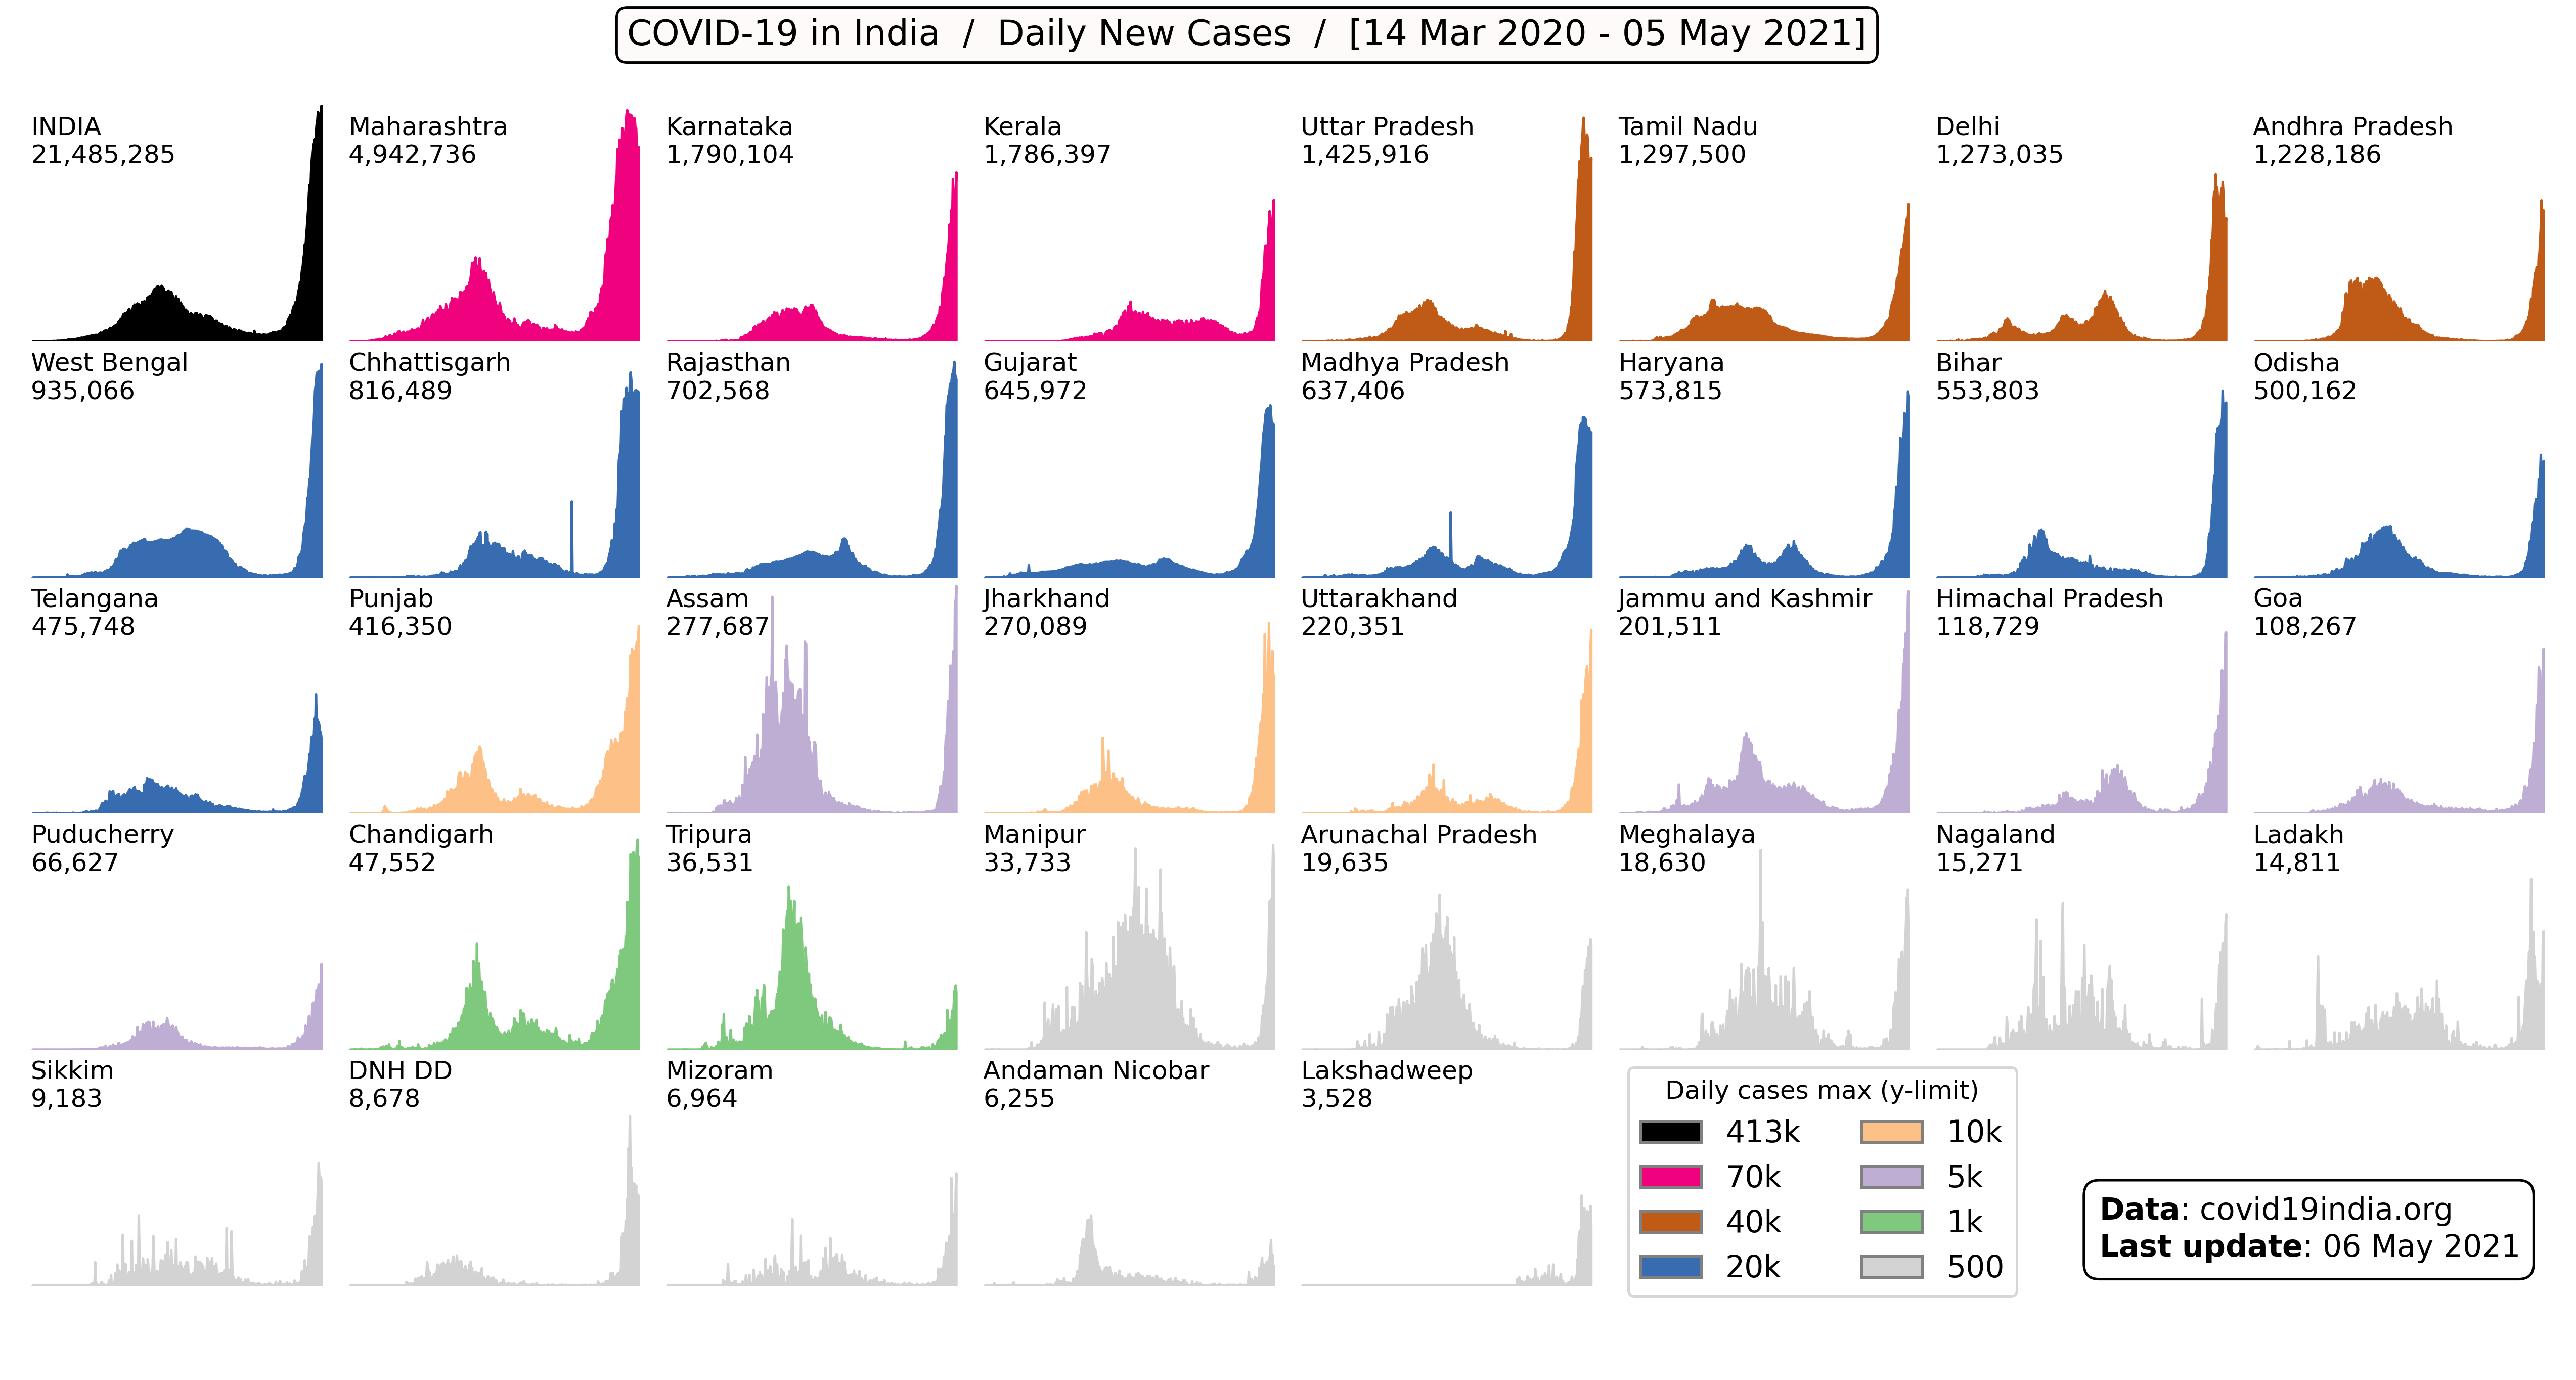 COVID-19 in India / Daily New Cases / [14 Mar 2020 - 05 May 2021]
INDIA
21,485,285
Maharashtra
4,942,736
Karnataka
1,790,104
Kerala
1,786,397
Uttar Pradesh
1,425,916
Tamil Nadu
1,297,500
Delhi
1,273,035
Andhra Pradesh
1,228,186
West Bengal
935,066
Chhattisgarh
816,489
Rajasthan
702,568
Gujarat
645,972
Madhya Pradesh
637,406
Haryana
573,815
Bihar
553,803
Odisha
500,162
Telangana
475,748
Punjab
416,350
Assam
277,687
Jharkhand
270,089
Uttarakhand
220,351
Jammu and Kashmir
201,511
Himachal Pradesh
118,729
Goa
108,267
Puducherry
66,627
Chandigarh
47,552
Tripura
36,531
Manipur
33,733
Arunachal Pradesh
19,635
Meghalaya
18,630
Nagaland
15,271
Ladakh
14,811
Sikkim
9,183
DNH DD
8,678
Mizoram
6,964
Andaman Nicobar
6,255
Lakshadweep
3,528
Daily cases max (y-limit)
413k
70k
40k
20k
10k
5k
1k
500
Data: covid19india.org
Last update: 06 May 2021